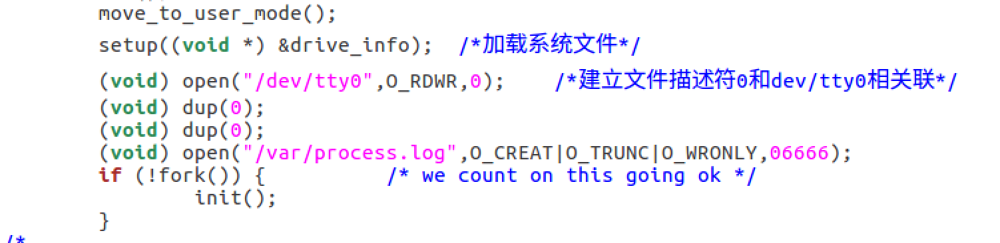 move_to_user_mode();
setup((void *) &drive_info);  /*加载系统文件*/
(void) open("/dev/tty0",O_RDWR,0);     /*建立文件描述符0和dev/tty0相关联*/
(void) dup(0);
(void) dup(0);
(void) open("/var/process.log",O_CREAT|O_TRUNC|O_WRONLY,06666);
if (!fork()) {          /* we count on this going ok */
init();
}
/*